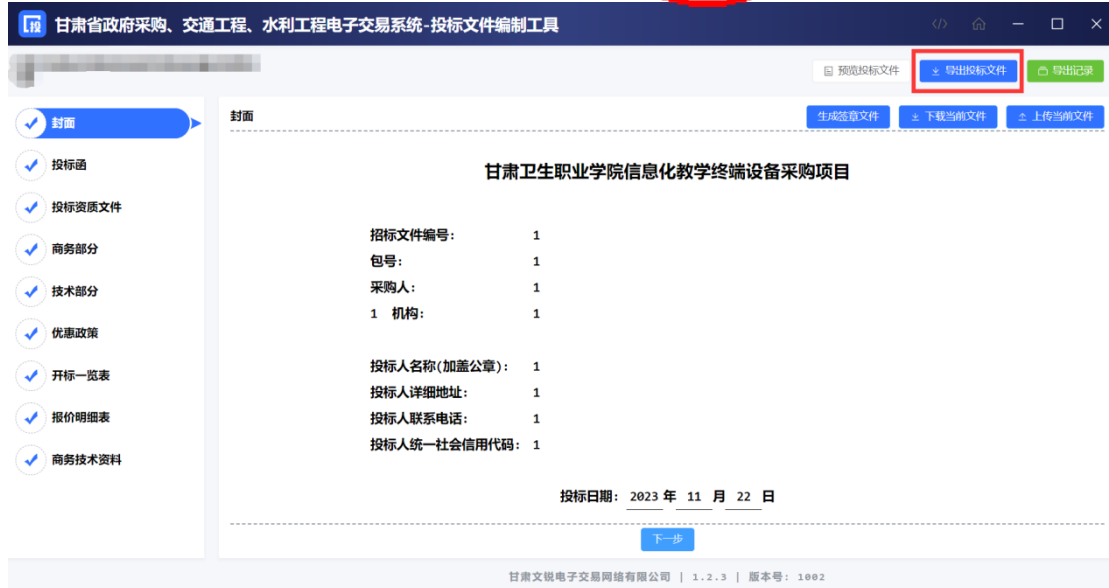 投 甘肃省政府采购、交通工程、水利工程电子交易系统-投标文件编制工具
预览投标文件 导出投标文件 导出记录
封面
投标函
投标资质文件
商务部分
技术部分
优惠政策
开标一览表
报价明细表
商务技术资料
封面 生成签章文件 下载当前文件 上传当前文件
甘肃卫生职业学院信息化教学终端设备采购项目
招标文件编号: 1
包号: 1
采购人: 1
1 机构: 1
投标人名称(加盖公章): 1
投标人详细地址: 1
投标人联系电话: 1
投标人统一社会信用代码: 1
投标日期: 2023 年 11 月 22 日
下一步
甘肃文锐电子交易网络有限公司 | 1.2.3 | 版本号: 1002